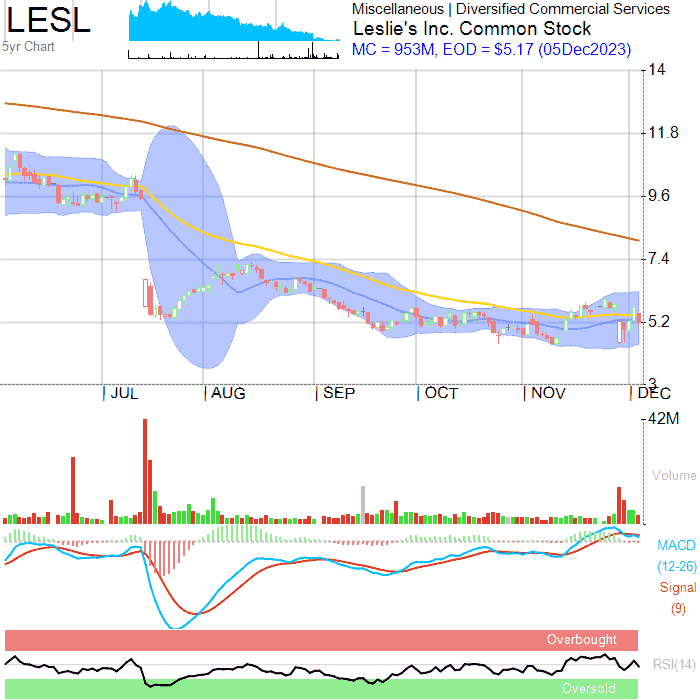 LESL
5yr Chart
Miscellaneous | Diversified Commercial Services
Leslie's Inc. Common Stock
MC = 953M, EOD = $5.17 (05Dec2023)
14
11.8
9.6
7.4
5.2
3
JUL AUG SEP OCT NOV DEC
42M
Volume
MACD
(12-26)
Signal
(9)
Overbought
RSI(14)
Oversold